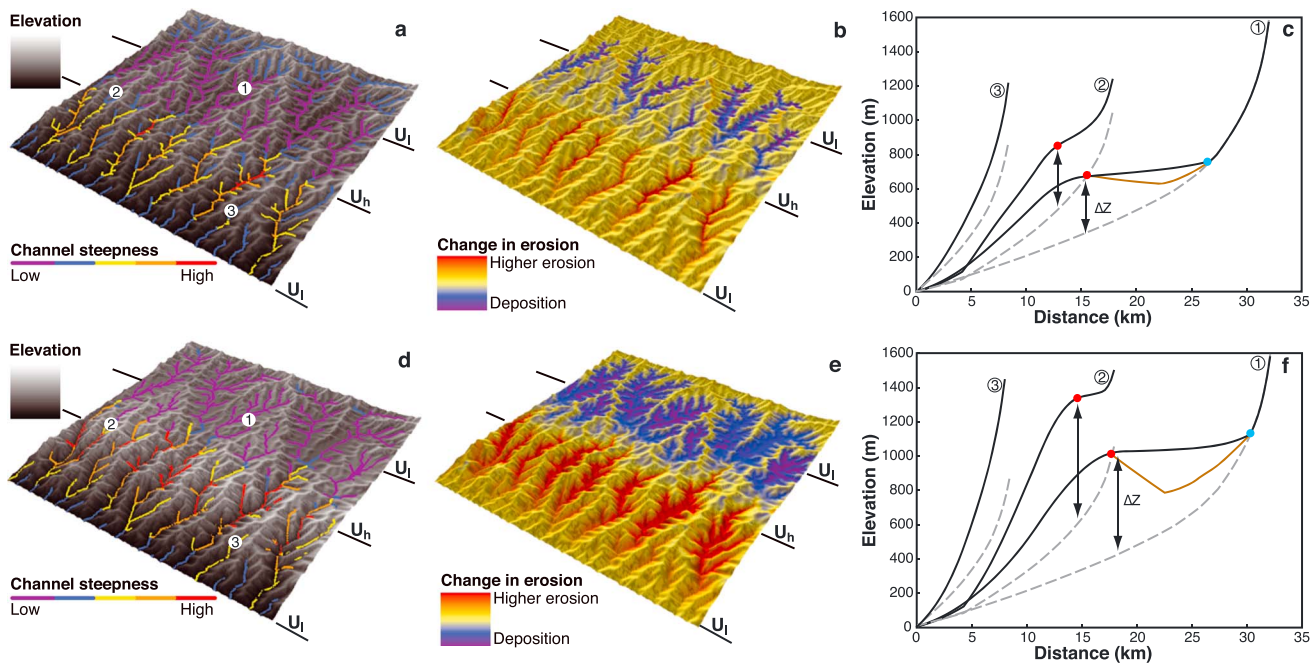 Elevation
a
2
1
3
U_l
U_h
U_l
Channel steepness
Low High
b
Change in erosion
Higher erosion
Deposition
U_l
U_h
U_l
c
1600
1400
1200
1000
800
600
400
200
0
Elevation (m)
③
②
①
ΔZ
0 5 10 15 20 25 30 35
Distance (km)
Elevation
d
2
1
3
U_l
U_h
U_l
Channel steepness
Low High
e
Change in erosion
Higher erosion
Deposition
U_l
U_h
U_l
f
1600
1400
1200
1000
800
600
400
200
0
Elevation (m)
③
②
①
ΔZ
0 5 10 15 20 25 30 35
Distance (km)